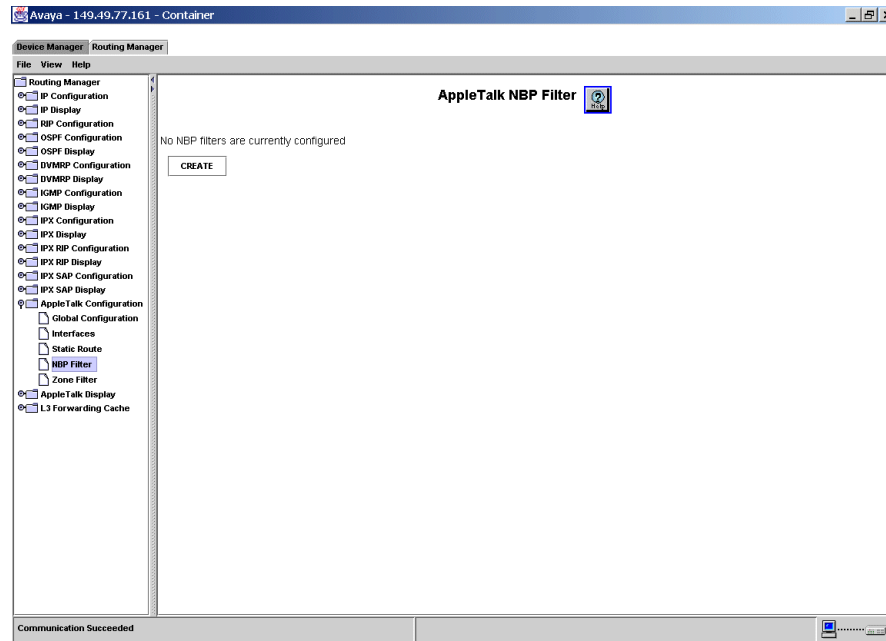 Avaya - 149.49.77.161 - Container
Device Manager Routing Manager
File View Help
Routing Manager
IP Configuration
IP Display
RIP Configuration
OSPF Configuration
OSPF Display
DVMRP Configuration
DVMRP Display
IGMP Configuration
IGMP Display
IPX Configuration
IPX Display
IPX RIP Configuration
IPX RIP Display
IPX SAP Configuration
IPX SAP Display
AppleTalk Configuration
Global Configuration
Interfaces
Static Route
NBP Filter
Zone Filter
AppleTalk Display
L3 Forwarding Cache
AppleTalk NBP Filter
Help
No NBP filters are currently configured
CREATE
Communication Succeeded